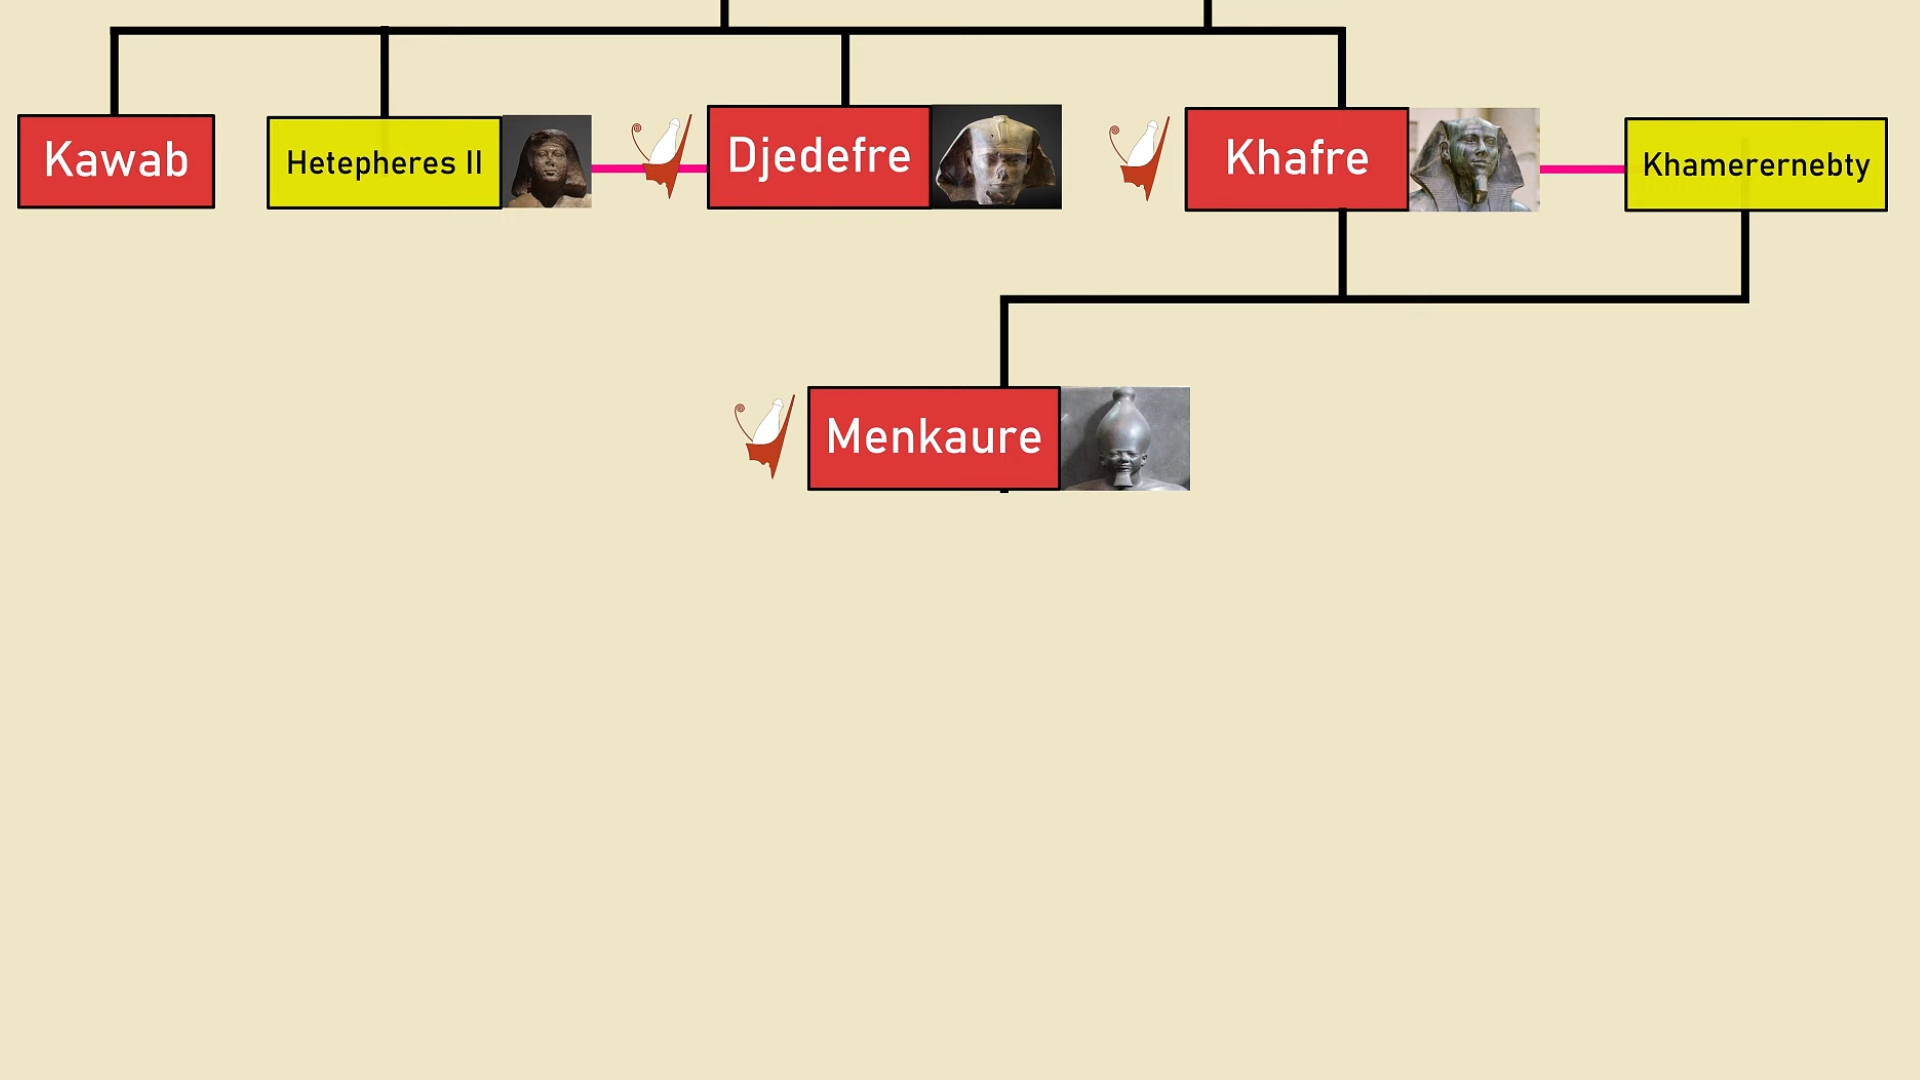 Kawab
Hetepheres II
Djedefre
Khafre
Khamerernebty
Menkaure